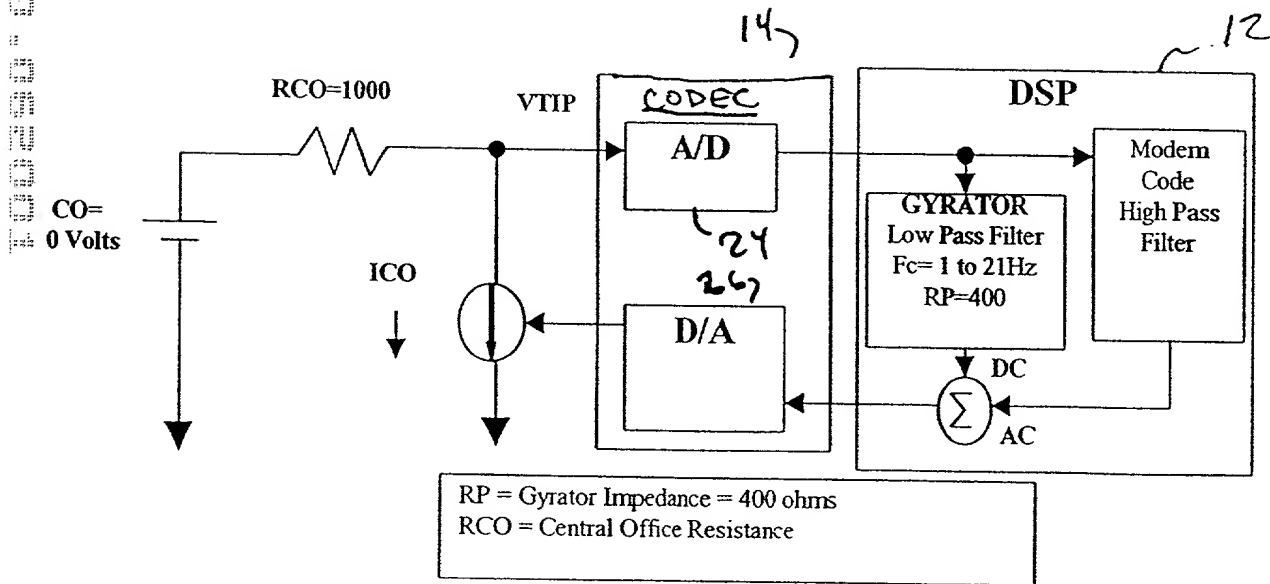 14
12
RCO=1000
VTIP
CODEC
A/D
24
26
D/A
CO=
0 Volts
ICO
DSP
GYRATOR
Low Pass Filter
Fc= 1 to 21Hz
RP=400
Modem
Code
High Pass
Filter
DC
Σ
AC
RP = Gyrator Impedance = 400 ohms
RCO = Central Office Resistance